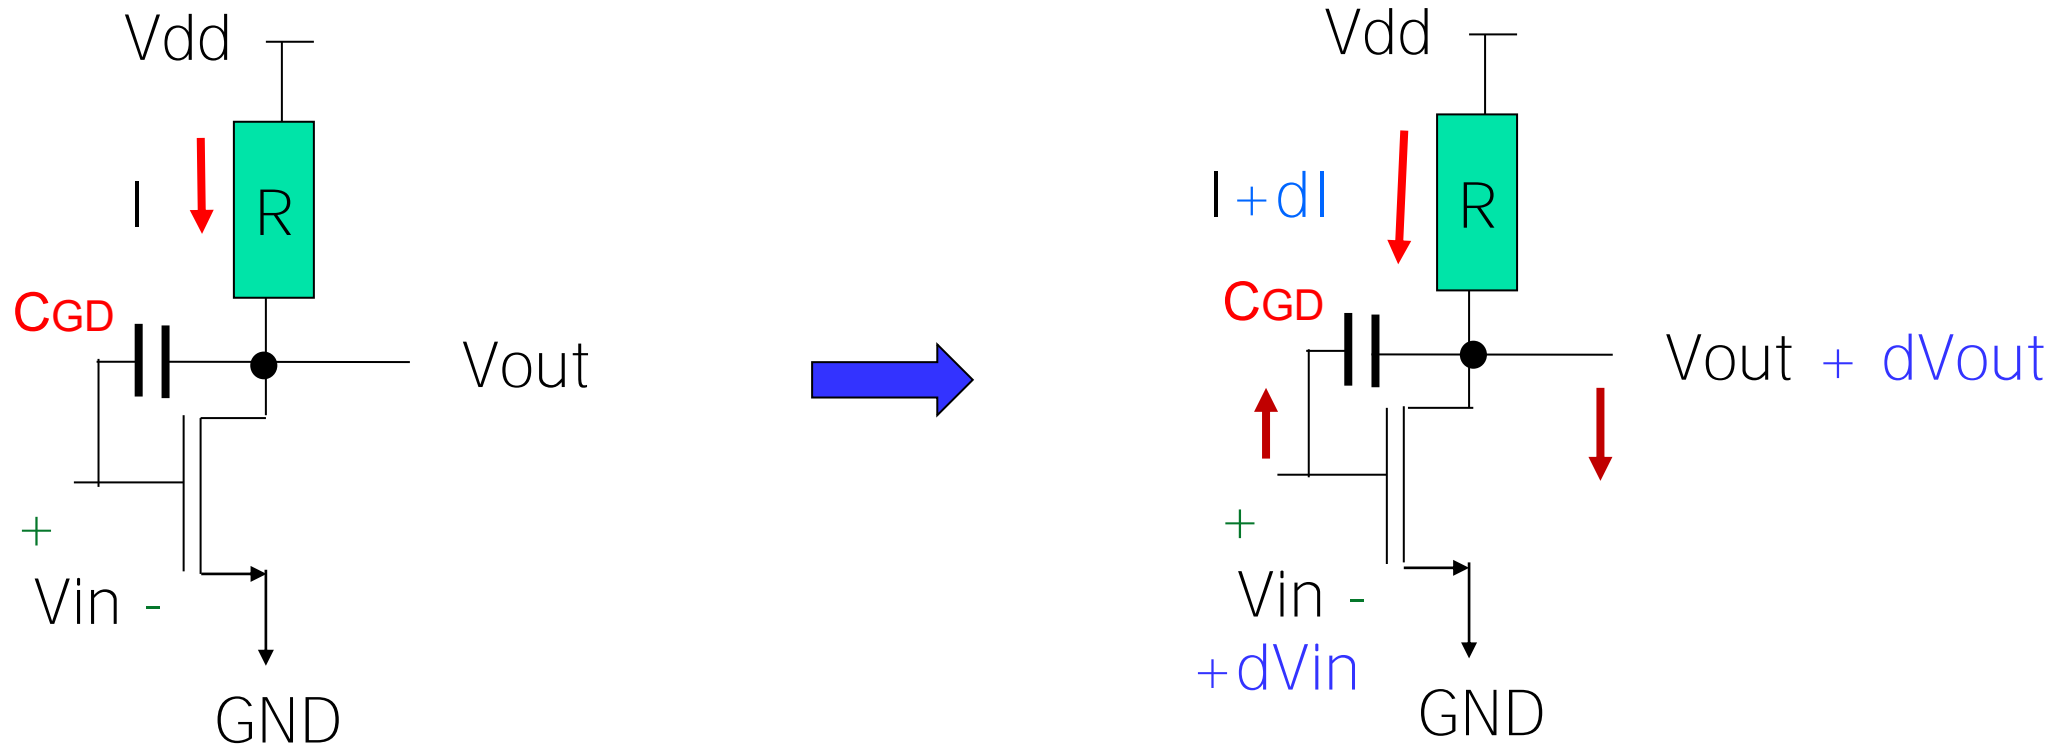 Vdd
I
R
CGD
Vout
+
Vin -
GND
Vdd
I + dI
R
CGD
Vout + dVout
+
Vin -
+ dVin
GND